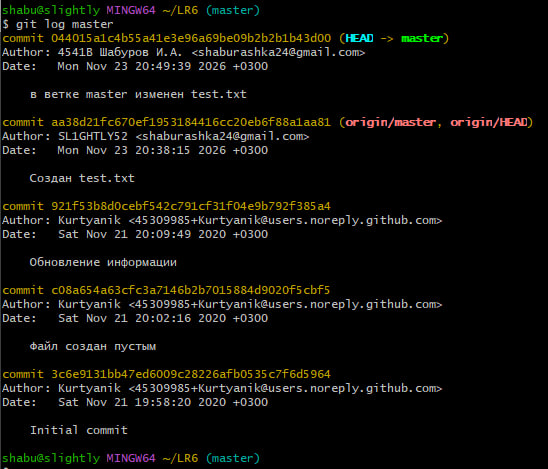 shabu@slightly MINGW64 ~/LR6 (master)
$ git log master
commit 044015a1c4b55a41e3e96a69be09b2b2b1b43d00 (HEAD -> master)
Author: 4541В Шабуров И.А. <shaburashka24@gmail.com>
Date:   Mon Nov 23 20:49:39 2026 +0300
в ветке master изменен test.txt
commit aa38d21fc670ef1953184416cc20eb6f88a1aa81 (origin/master, origin/HEAD)
Author: SL1GHTLY52 <shaburashka24@gmail.com>
Date:   Mon Nov 23 20:38:15 2026 +0300
Создан test.txt
commit 921f53b8d0cebf542c791cf31f04e9b792f385a4
Author: Kurtyanik <45309985+Kurtyanik@users.noreply.github.com>
Date:   Sat Nov 21 20:09:49 2020 +0300
Обновление информации
commit c08a654a63cfc3a7146b2b7015884d9020f5cbf5
Author: Kurtyanik <45309985+Kurtyanik@users.noreply.github.com>
Date:   Sat Nov 21 20:02:16 2020 +0300
Файл создан пустым
commit 3c6e9131bb47ed6009c28226afb0535c7f6d5964
Author: Kurtyanik <45309985+Kurtyanik@users.noreply.github.com>
Date:   Sat Nov 21 19:58:20 2020 +0300
Initial commit
shabu@slightly MINGW64 ~/LR6 (master)